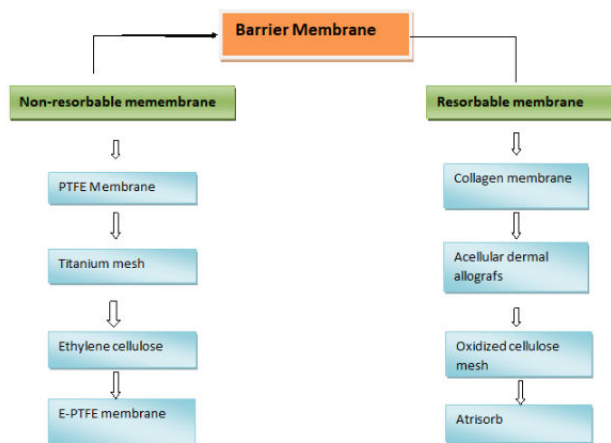 Barrier Membrane
Non-resorbable memembrane
PTFE Membrane
Titanium mesh
Ethylene cellulose
E-PTFE membrane
Resorbable membrane
Collagen membrane
Acellular dermal
allografs
Oxidized cellulose
mesh
Atrisorb